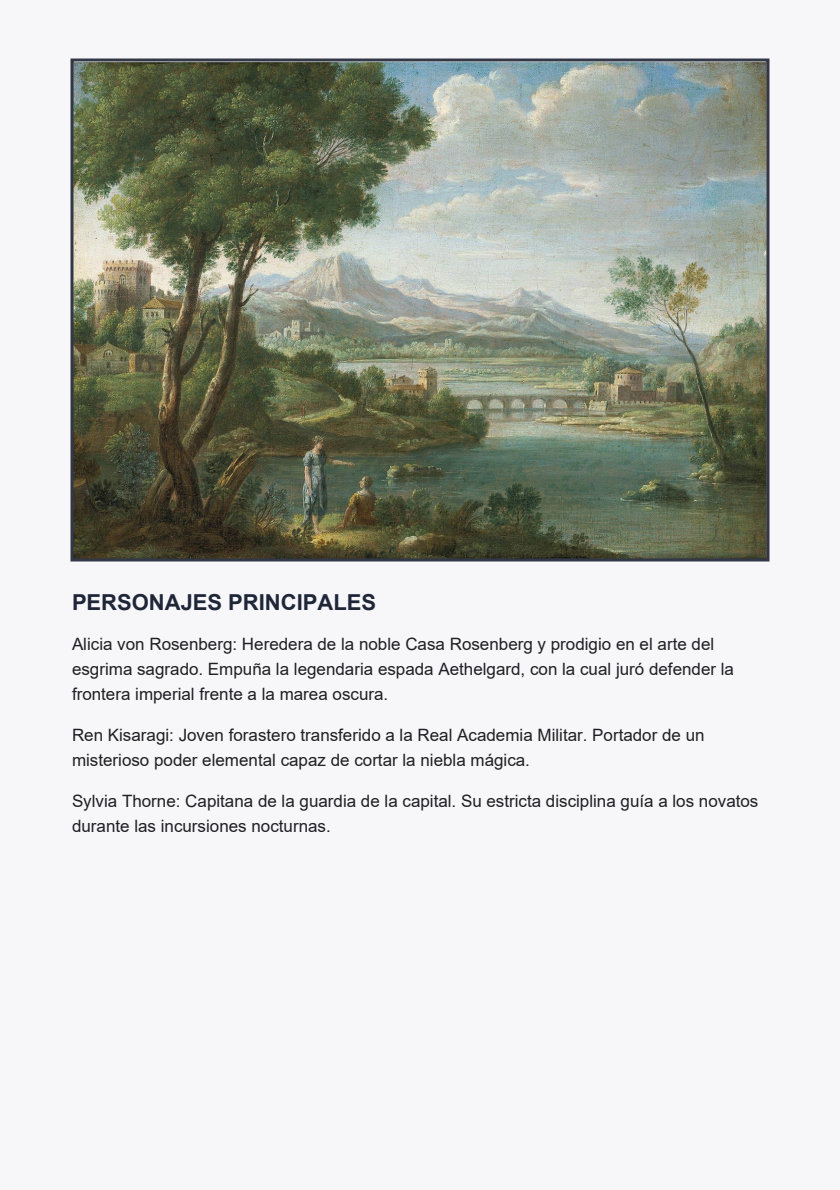 PERSONAJES PRINCIPALES
Alicia von Rosenberg: Heredera de la noble Casa Rosenberg y prodigio en el arte del
esgrima sagrado. Empuña la legendaria espada Aethelgard, con la cual juró defender la
frontera imperial frente a la marea oscura.
Ren Kisaragi: Joven forastero transferido a la Real Academia Militar. Portador de un
misterioso poder elemental capaz de cortar la niebla mágica.
Sylvia Thorne: Capitana de la guardia de la capital. Su estricta disciplina guía a los novatos
durante las incursiones nocturnas.